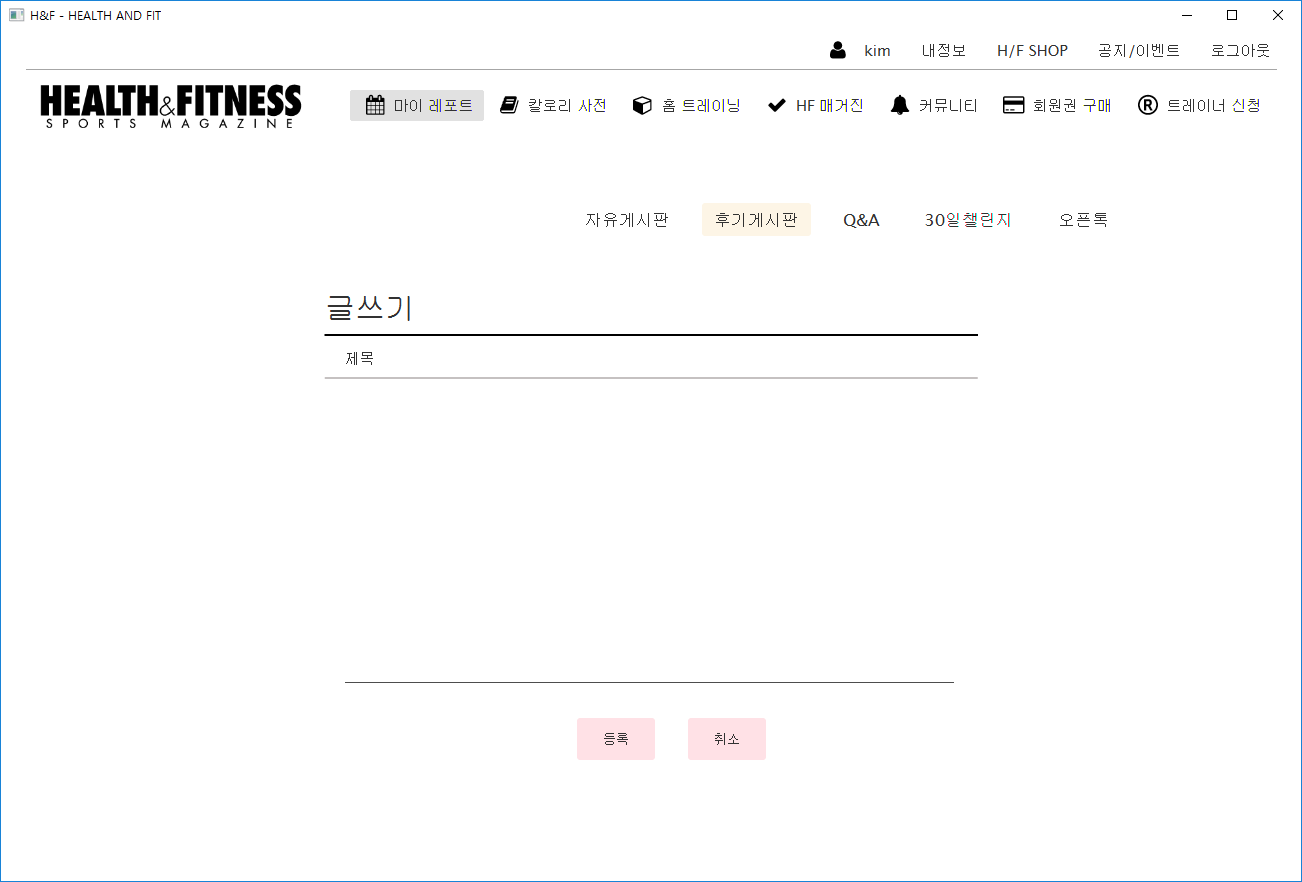 H&F - HEALTH AND FIT
kim 내정보 H/F SHOP 공지/이벤트 로그아웃
HEALTH&FITNESS
SPORTS MAGAZINE
마이 레포트 칼로리 사전 홈 트레이닝 HF 매거진 커뮤니티 회원권 구매 R 트레이너 신청
자유게시판 후기게시판 Q&A 30일챌린지 오픈톡
글쓰기
제목
등록 취소